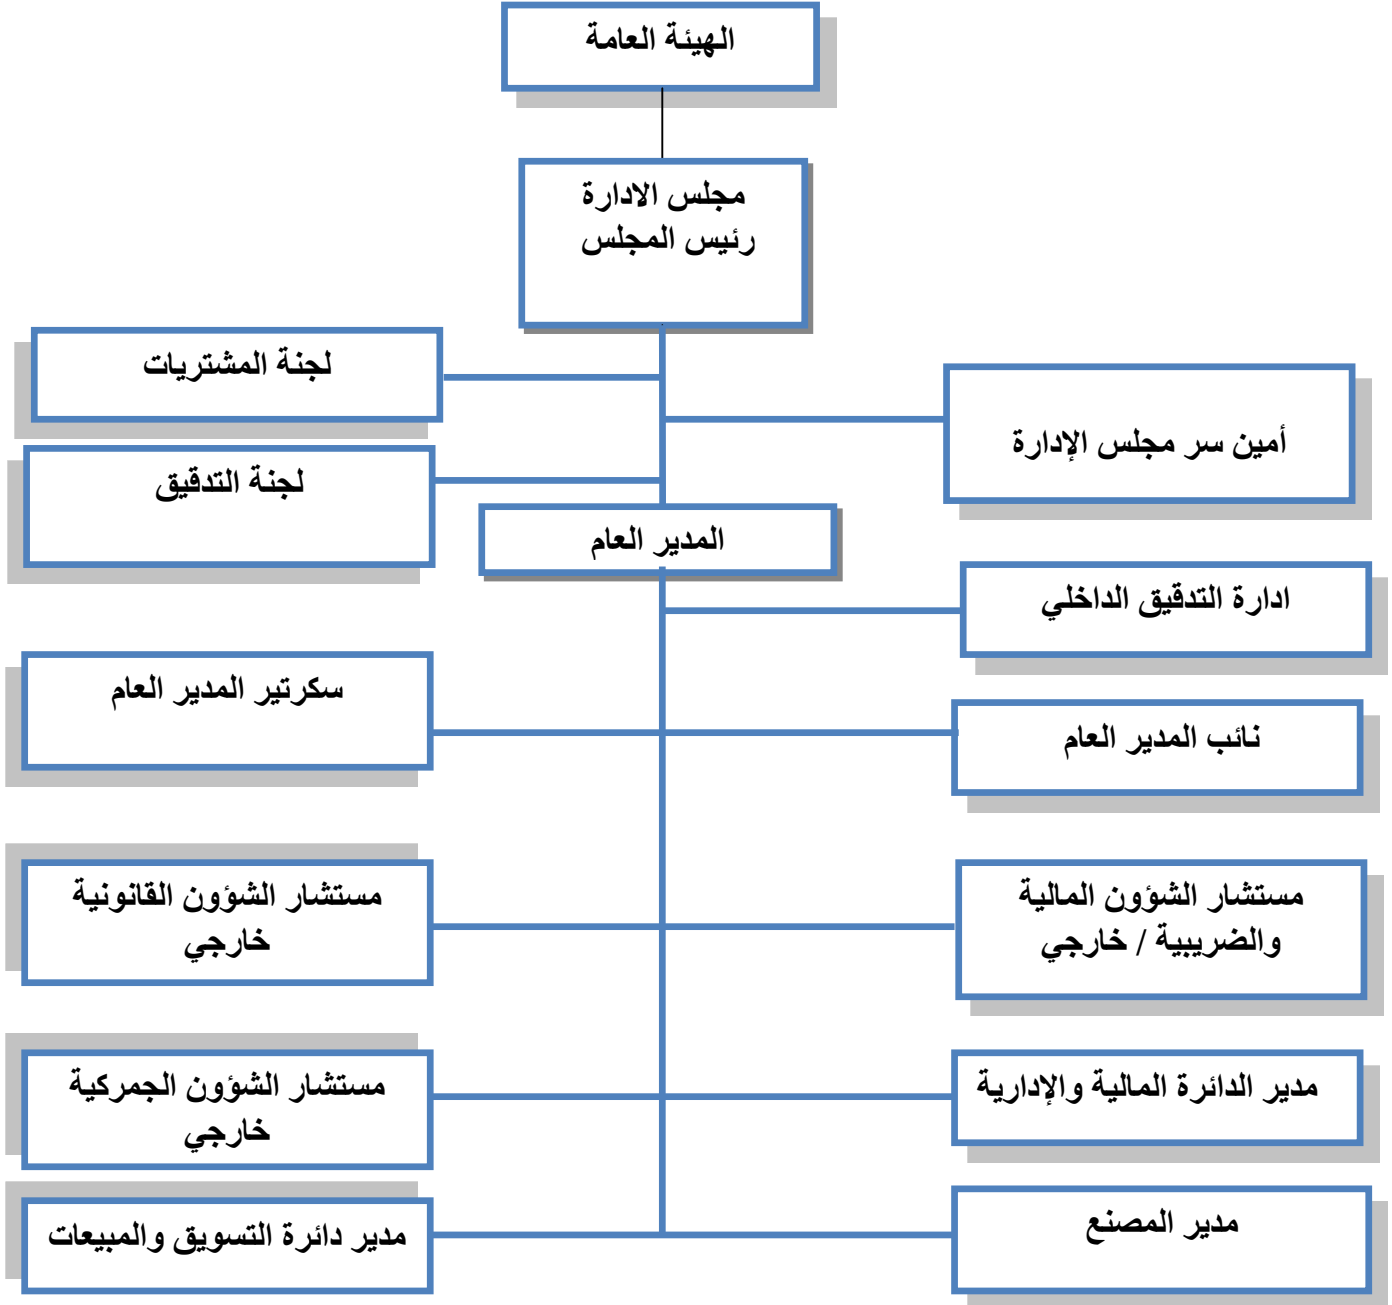 الهيئة العامة
مجلس الادارة
رئيس المجلس
لجنة المشتريات
أمين سر مجلس الإدارة
لجنة التدقيق
المدير العام
ادارة التدقيق الداخلي
سكرتير المدير العام
نائب المدير العام
مستشار الشؤون المالية
والضريبية / خارجي
مستشار الشؤون القانونية
خارجي
مدير الدائرة المالية والإدارية
مستشار الشؤون الجمركية
خارجي
مدير المصنع
مدير دائرة التسويق والمبيعات